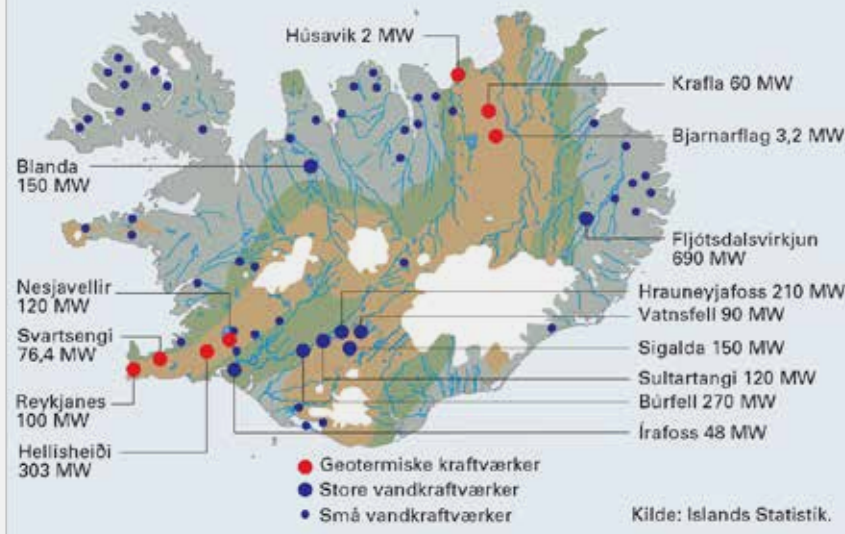 Húsavik 2 MW
Krafla 60 MW
Bjarnarflag 3,2 MW
Blanda
150 MW
Fljótsdalsvirkjun
690 MW
Nesjavellir
120 MW
Hrauneyjafoss 210 MW
Vatnsfell 90 MW
Svartsengi
76,4 MW
Sigalda 150 MW
Sultartangi 120 MW
Reykjanes
100 MW
Búrfell 270 MW
Írafoss 48 MW
Hellisheiði
303 MW
Geotermiske kraftværker
Store vandkraftværker
Små vandkraftværker
Kilde: Islands Statistik.